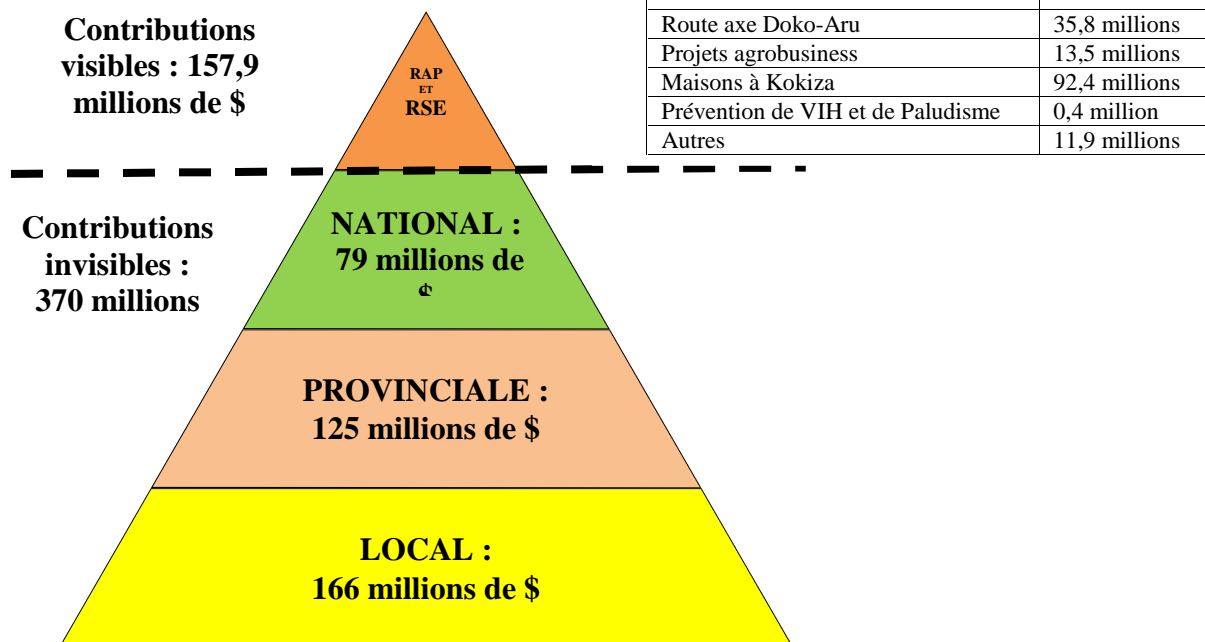 Contributions
visibles : 157,9
millions de $
RAP
ET
RSE
Route axe Doko-Aru 35,8 millions
Projets agrobusiness 13,5 millions
Maisons à Kokiza 92,4 millions
Prévention de VIH et de Paludisme 0,4 million
Autres 11,9 millions
Contributions
invisibles :
370 millions
NATIONAL :
79 millions de
PROVINCIALE :
125 millions de $
LOCAL :
166 millions de $